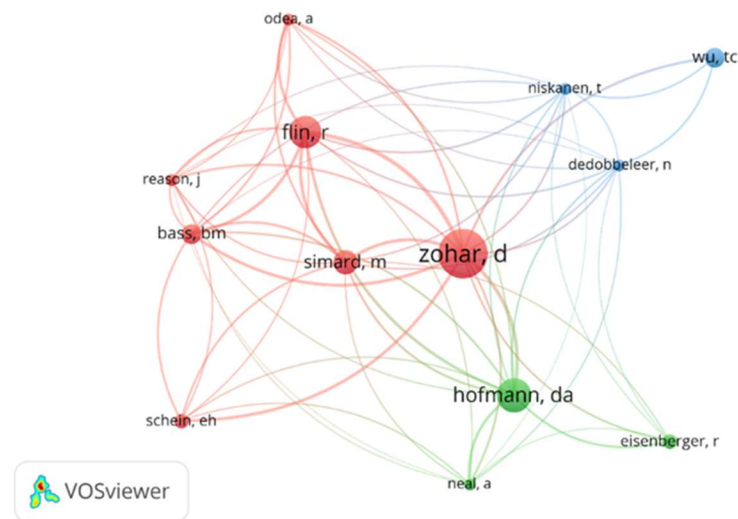 odea, a
wu, tc
niskanen, t
flin, r
dedobbeleer, n
reason, j
bass, bm
zohar, d
simard, m
hofmann, da
schein, eh
eisenberger, r
neal, a
VOSviewer